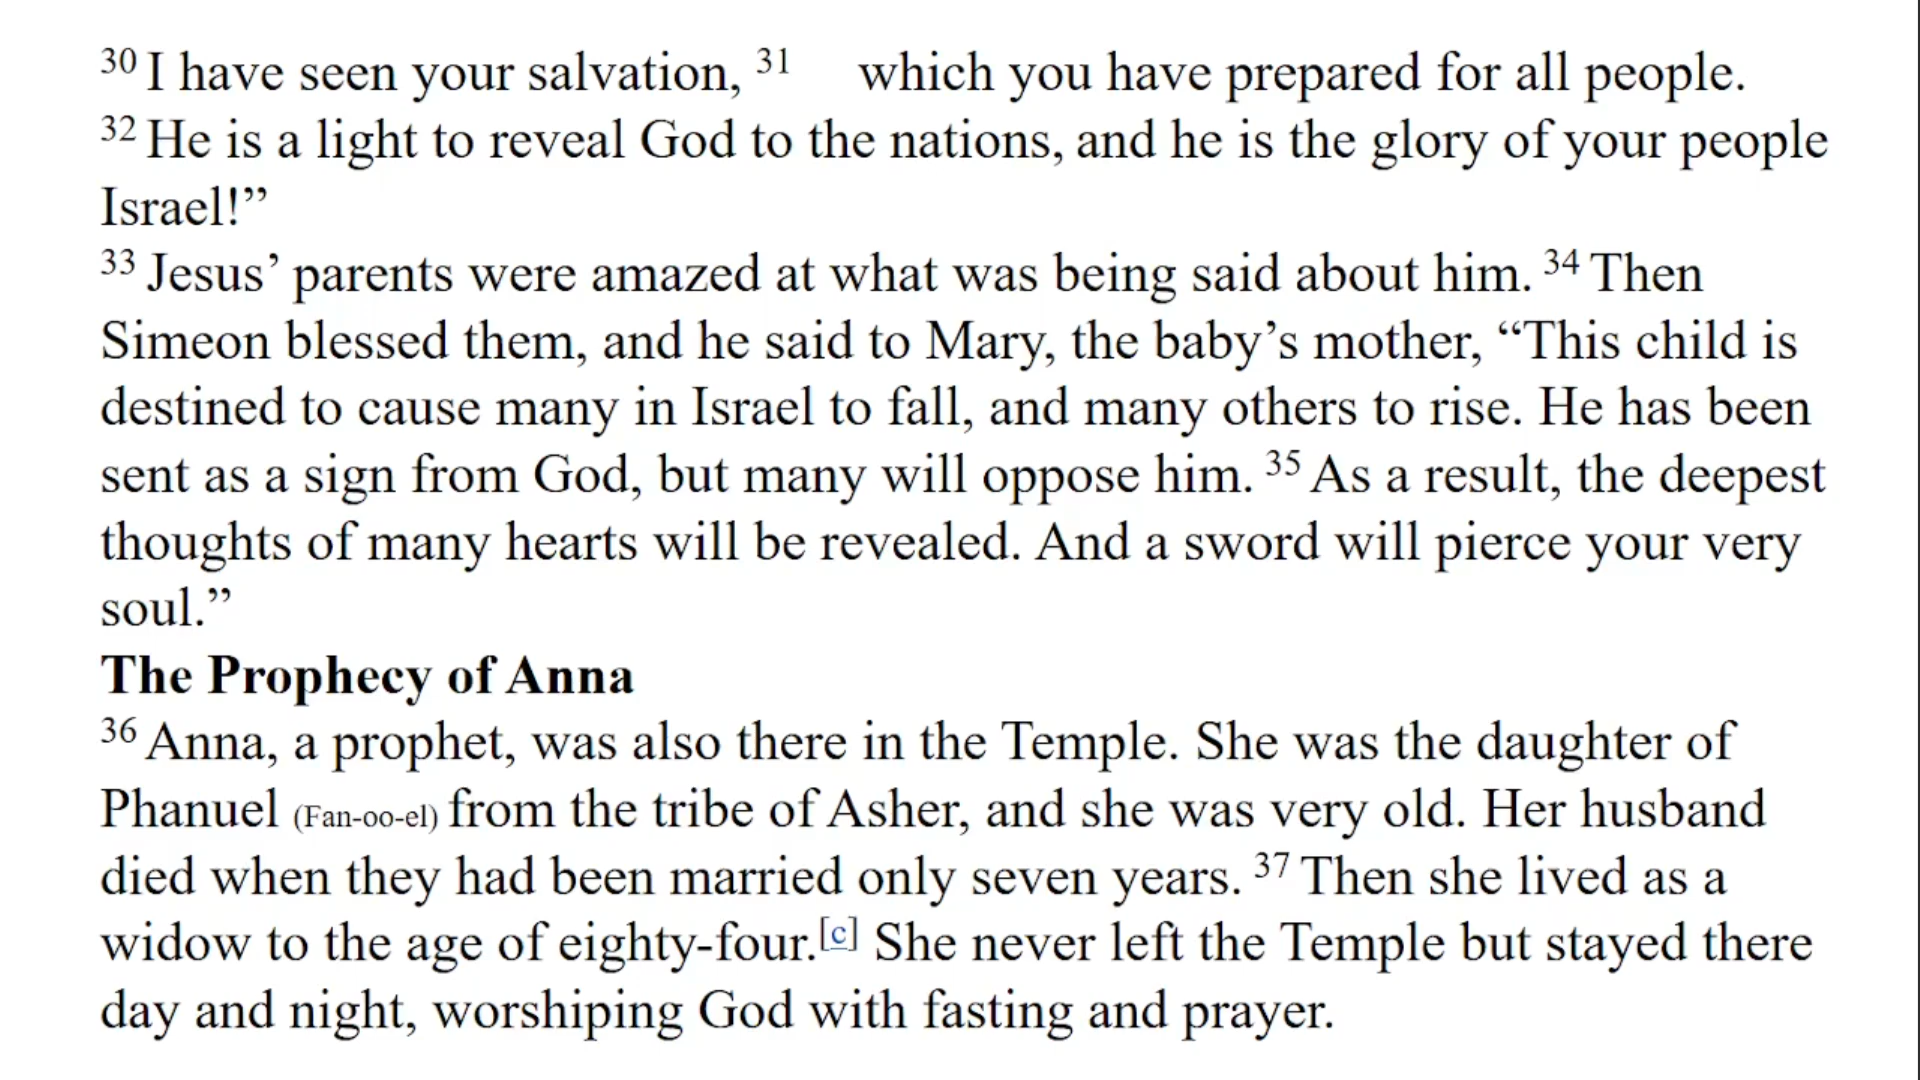 30 I have seen your salvation, 31 which you have prepared for all people.
32 He is a light to reveal God to the nations, and he is the glory of your people
Israel!”
33 Jesus’ parents were amazed at what was being said about him. 34 Then
Simeon blessed them, and he said to Mary, the baby’s mother, “This child is
destined to cause many in Israel to fall, and many others to rise. He has been
sent as a sign from God, but many will oppose him. 35 As a result, the deepest
thoughts of many hearts will be revealed. And a sword will pierce your very
soul.”
The Prophecy of Anna
36 Anna, a prophet, was also there in the Temple. She was the daughter of
Phanuel (Fan-oo-el) from the tribe of Asher, and she was very old. Her husband
died when they had been married only seven years. 37 Then she lived as a
widow to the age of eighty-four.[c] She never left the Temple but stayed there
day and night, worshiping God with fasting and prayer.